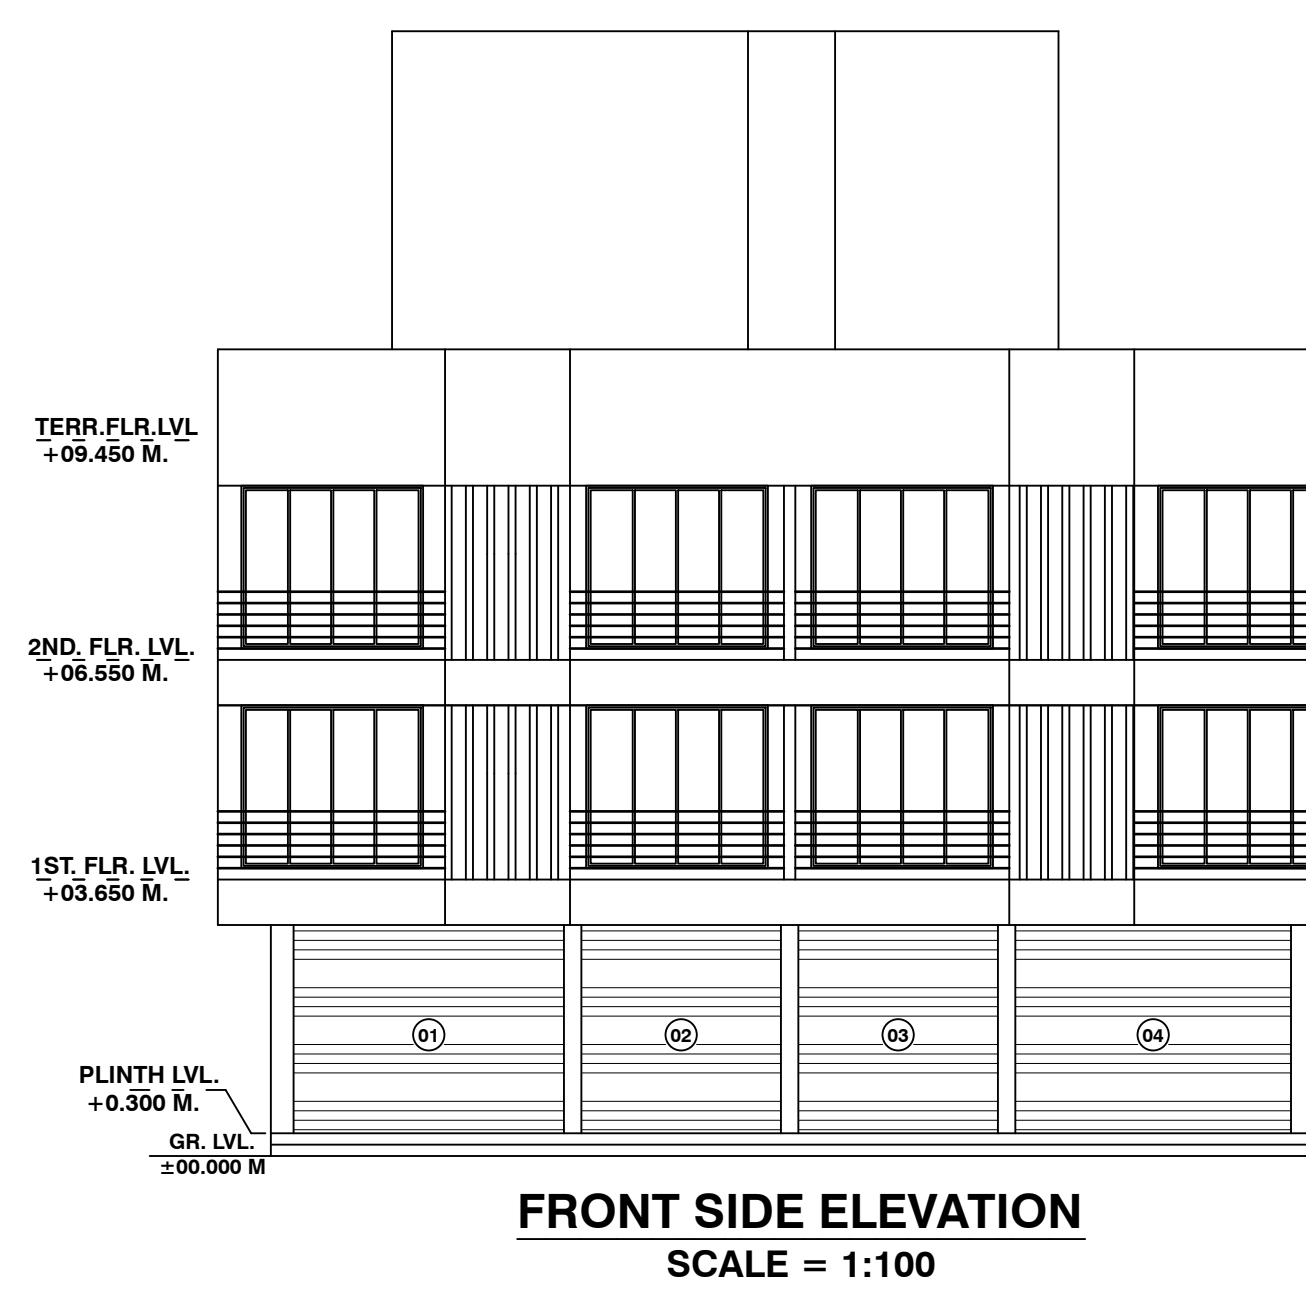 TERR.FLR.LVL
+09.450 M.
2ND. FLR. LVL.
+06.550 M.
1ST. FLR. LVL.
+03.650 M.
01
02
03
04
PLINTH LVL.
+0.300 M.
GR. LVL.
±00.000 M
FRONT SIDE ELEVATION
SCALE = 1:100